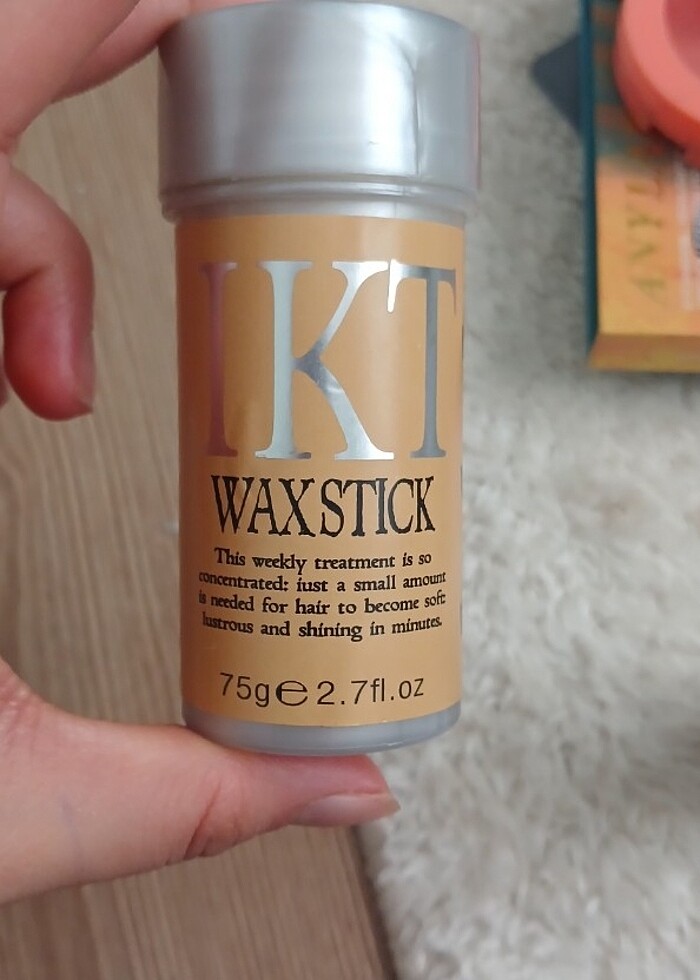 IKT
WAX STICK
This weekly treatment is so
concentrated: iust a small amount
is needed for hair to become soft:
lustrous and shining in minutes.
75g℮2.7fl.oz